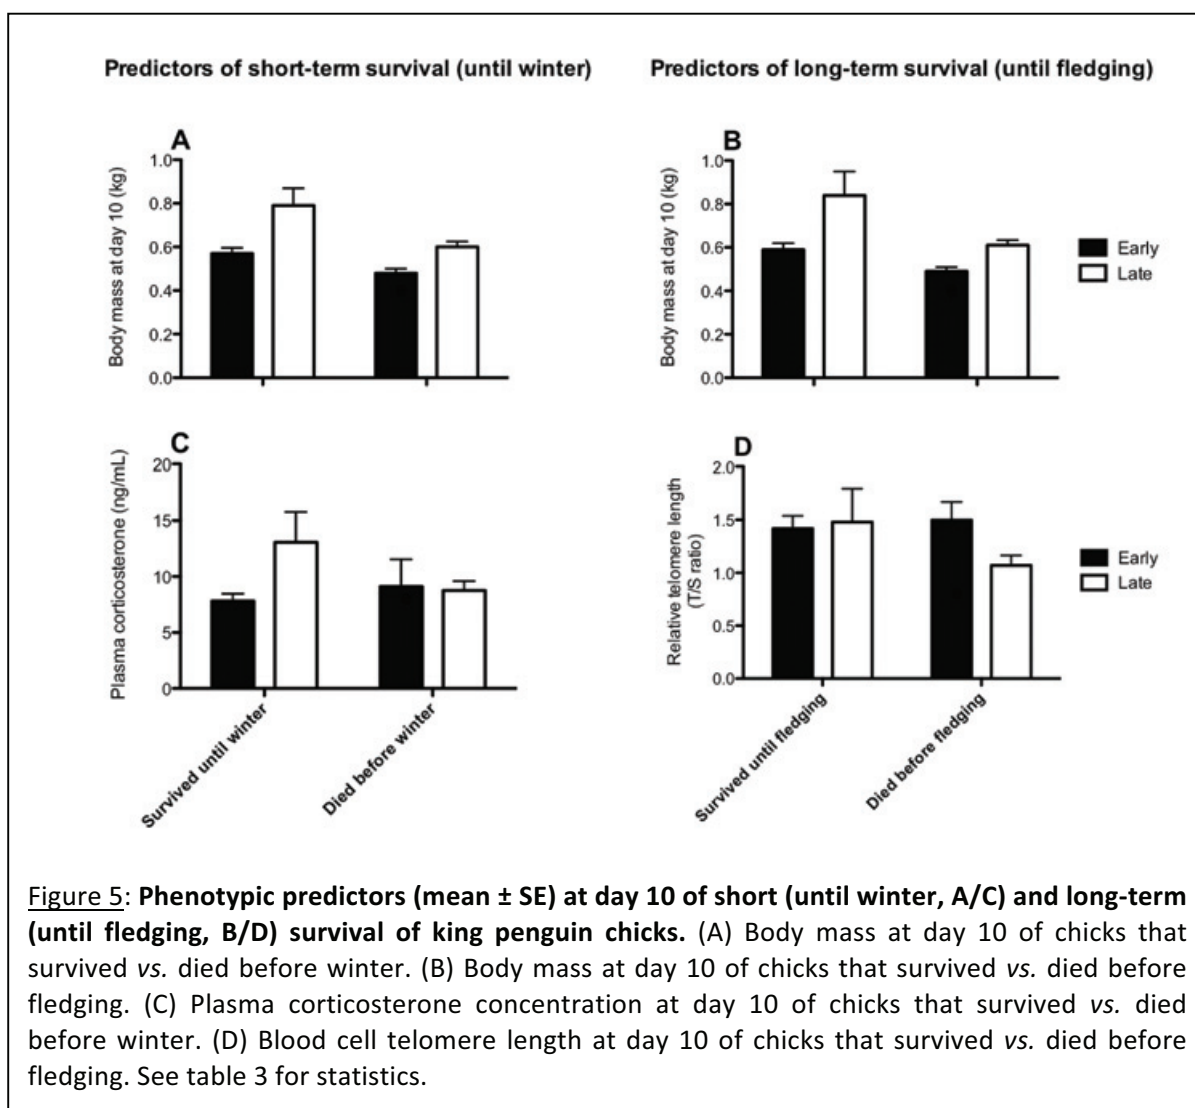 Predictors of short-term survival (until winter)
Predictors of long-term survival (until fledging)
A
Body mass at day 10 (kg)
1.0
0.8
0.6
0.4
0.2
0.0
B
Body mass at day 10 (kg)
1.0
0.8
0.6
0.4
0.2
0.0
Early
Late
C
Plasma corticosterone (ng/mL)
20
15
10
5
0
Survived until winter
Died before winter
D
Relative telomere length
(T/S ratio)
2.0
1.5
1.0
0.5
0.0
Survived until fledging
Died before fledging
Early
Late
Figure 5: Phenotypic predictors (mean ± SE) at day 10 of short (until winter, A/C) and long-term
(until fledging, B/D) survival of king penguin chicks. (A) Body mass at day 10 of chicks that
survived vs. died before winter. (B) Body mass at day 10 of chicks that survived vs. died before
fledging. (C) Plasma corticosterone concentration at day 10 of chicks that survived vs. died
before winter. (D) Blood cell telomere length at day 10 of chicks that survived vs. died before
fledging. See table 3 for statistics.